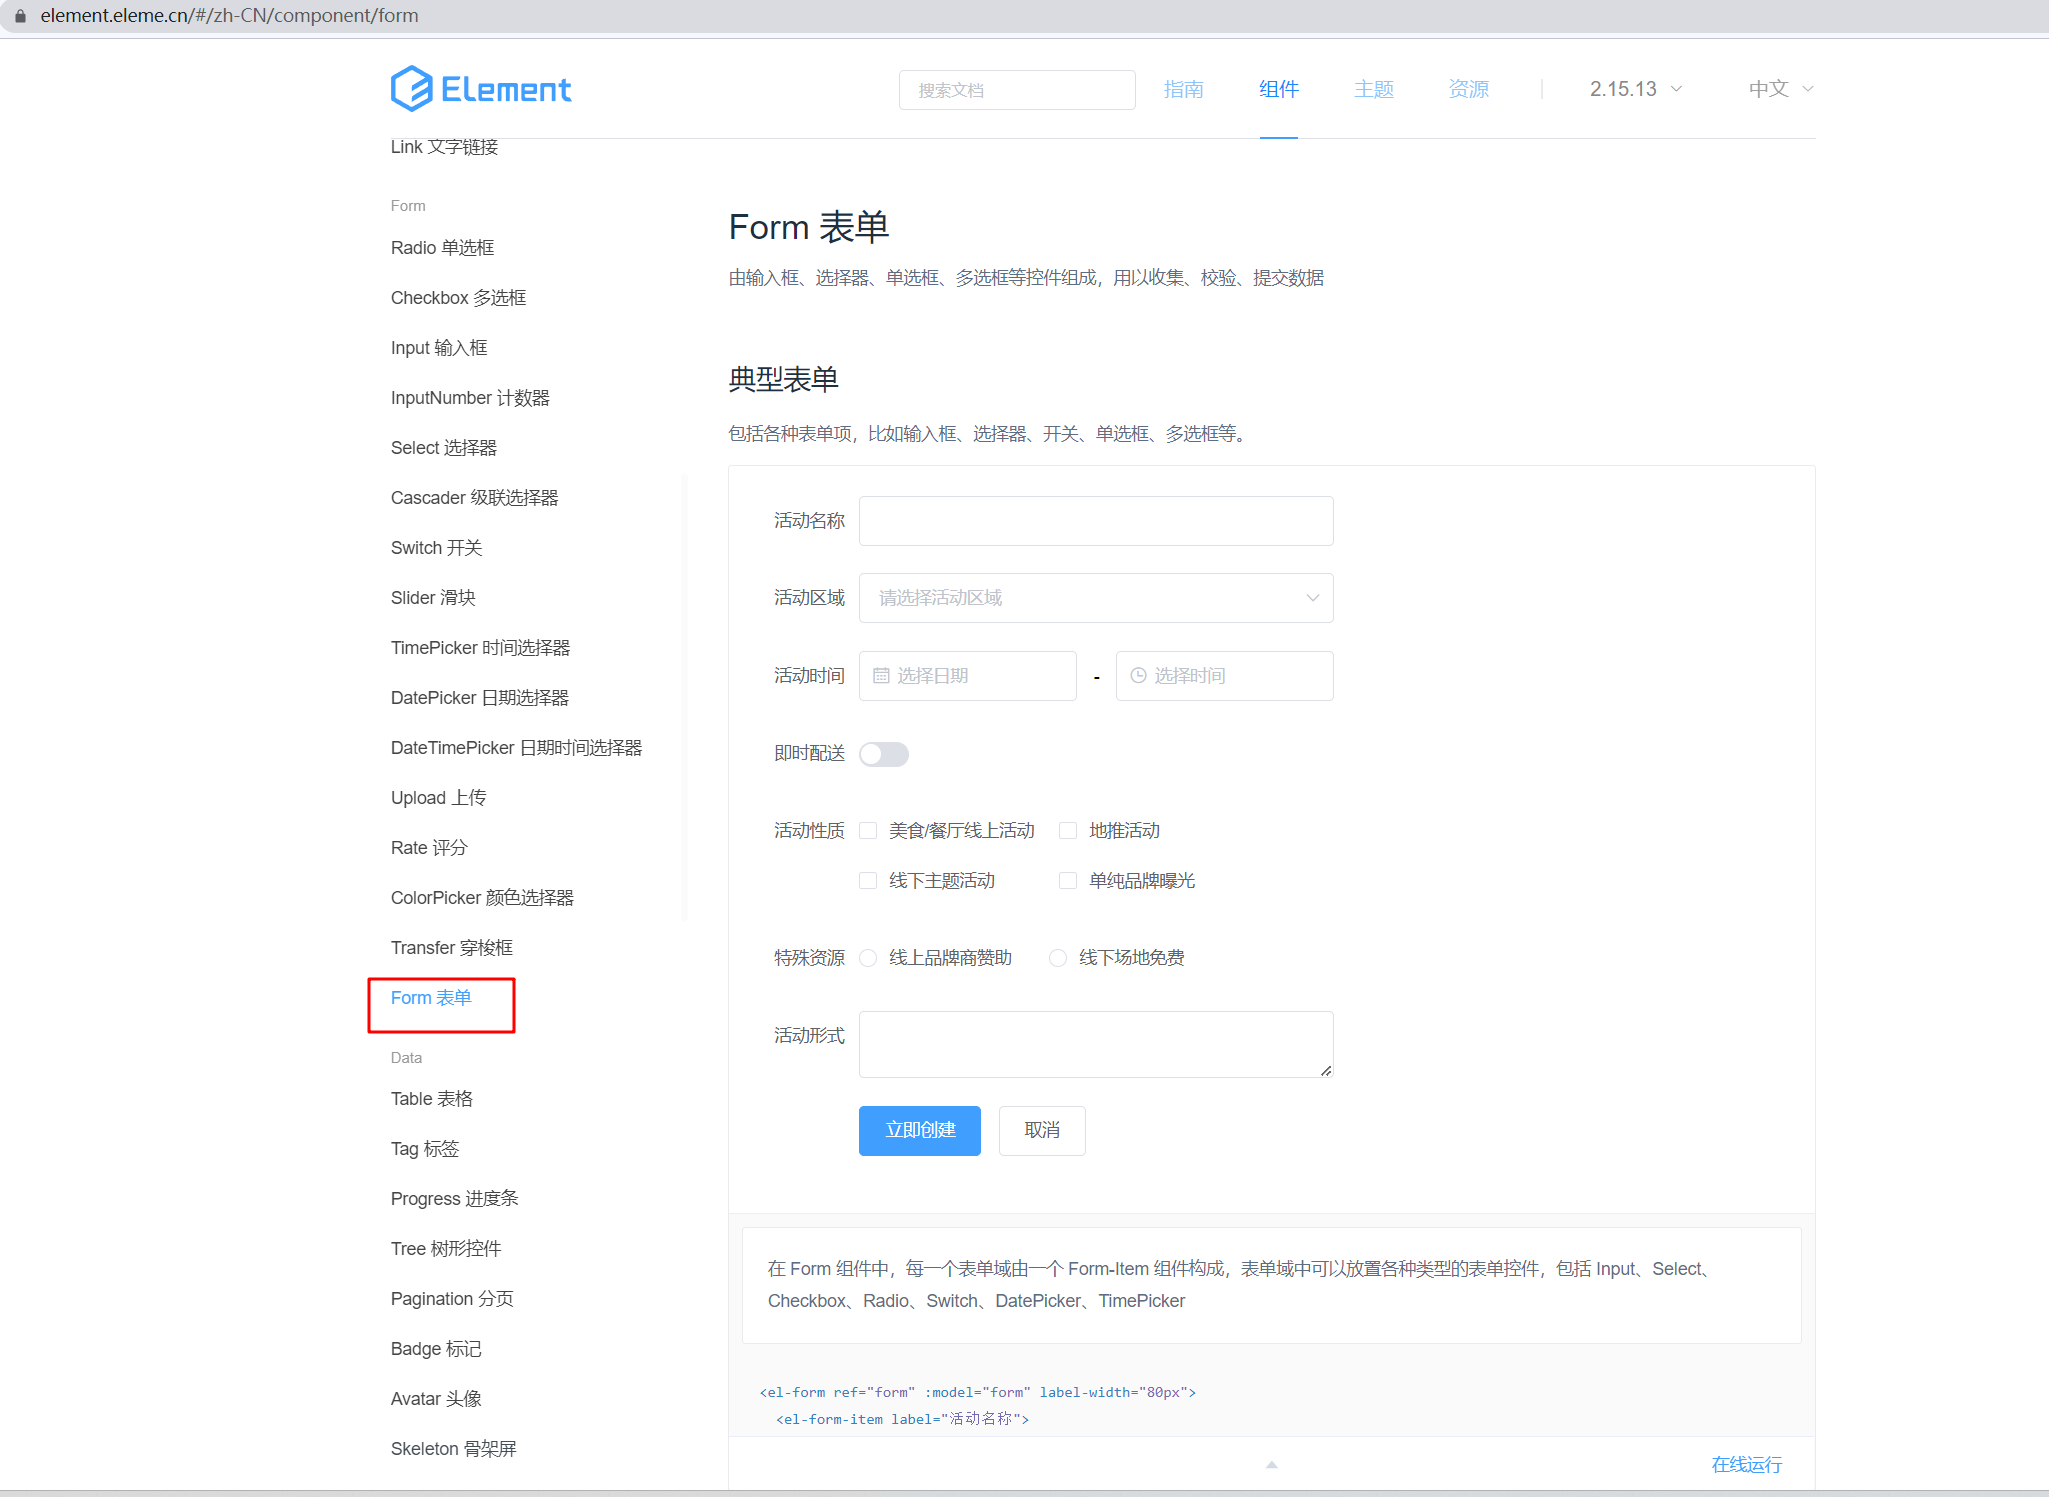 element.eleme.cn/#/zh-CN/component/form
Element
搜索文档
指南
组件
主题
资源
2.15.13
中文
Link 文字链接
Form
Radio 单选框
Checkbox 多选框
Input 输入框
InputNumber 计数器
Select 选择器
Cascader 级联选择器
Switch 开关
Slider 滑块
TimePicker 时间选择器
DatePicker 日期选择器
DateTimePicker 日期时间选择器
Upload 上传
Rate 评分
ColorPicker 颜色选择器
Transfer 穿梭框
Form 表单
Data
Table 表格
Tag 标签
Progress 进度条
Tree 树形控件
Pagination 分页
Badge 标记
Avatar 头像
Skeleton 骨架屏
Form 表单
由输入框、选择器、单选框、多选框等控件组成，用以收集、校验、提交数据
典型表单
包括各种表单项，比如输入框、选择器、开关、单选框、多选框等。
活动名称
活动区域 请选择活动区域
活动时间 选择日期 - 选择时间
即时配送
活动性质 美食/餐厅线上活动 地推活动
线下主题活动 单纯品牌曝光
特殊资源 线上品牌商赞助 线下场地免费
活动形式
立即创建 取消
在 Form 组件中，每一个表单域由一个 Form-Item 组件构成，表单域中可以放置各种类型的表单控件，包括 Input、Select、
Checkbox、Radio、Switch、DatePicker、TimePicker
<el-form ref="form" :model="form" label-width="80px">
<el-form-item label="活动名称">
在线运行